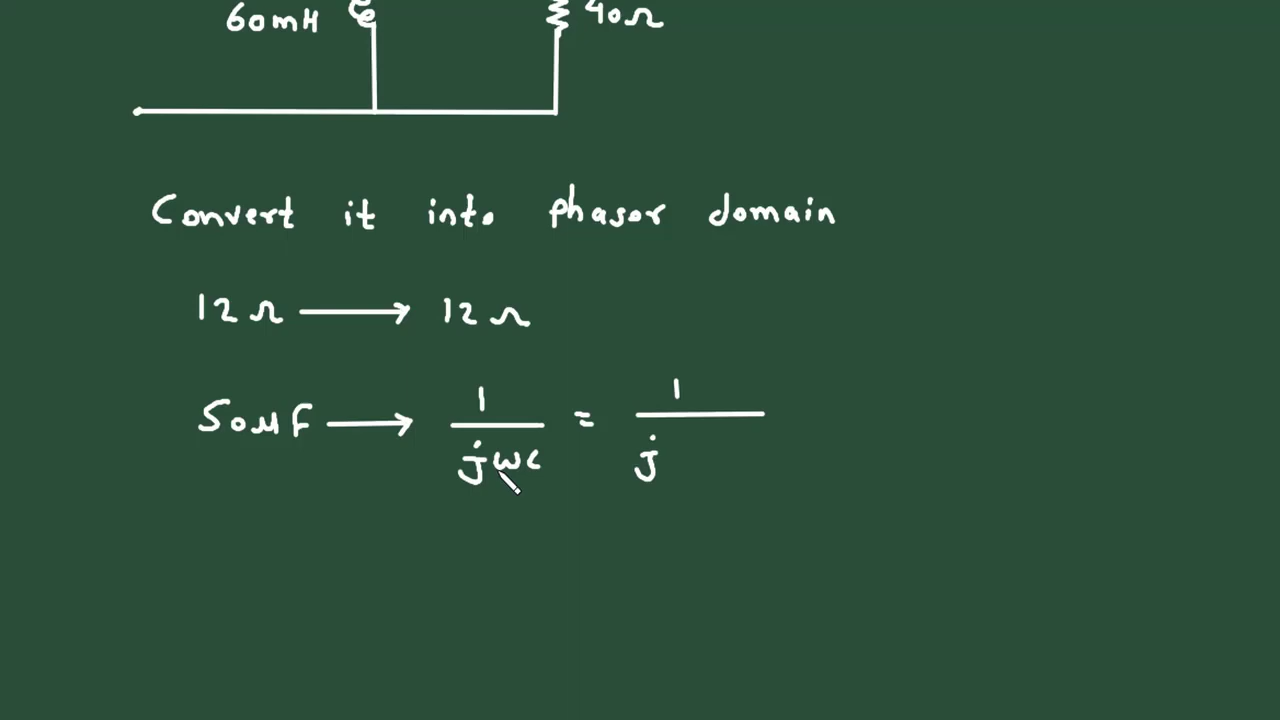 60mH 40Ω
Convert it into phasor domain
12Ω → 12Ω
50μF → 1/jωc = 1/j